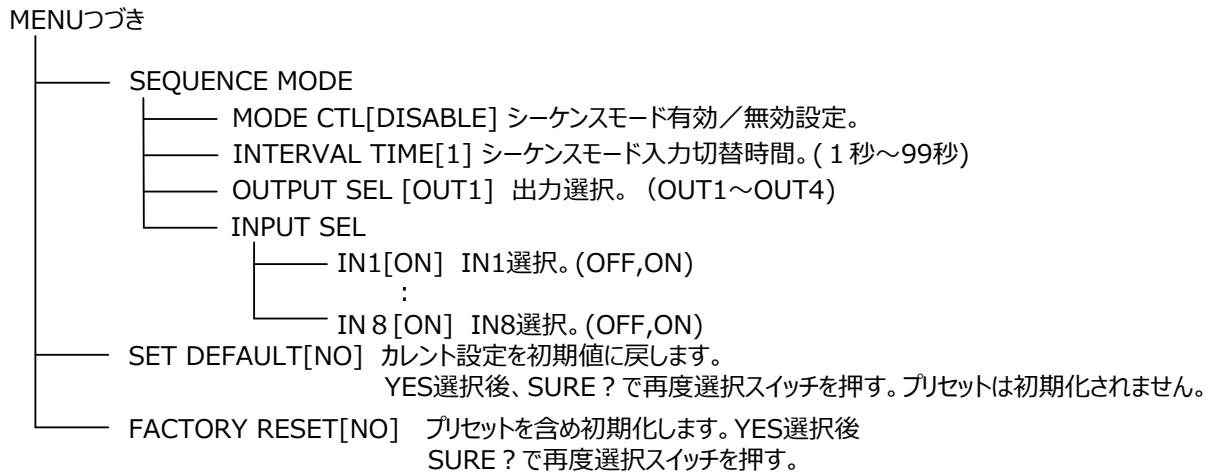 MENUつづき
SEQUENCE MODE
MODE CTL[DISABLE] シーケンスモード有効／無効設定。
INTERVAL TIME[1] シーケンスモード入力切替時間。(１秒～99秒)
OUTPUT SEL [OUT1] 出力選択。（OUT1～OUT4)
INPUT SEL
IN1[ON] IN1選択。(OFF,ON)
：
IN８[ON] IN8選択。(OFF,ON)
SET DEFAULT[NO] カレント設定を初期値に戻します。
YES選択後、SURE？で再度選択スイッチを押す。プリセットは初期化されません。
FACTORY RESET[NO] プリセットを含め初期化します。YES選択後
SURE？で再度選択スイッチを押す。